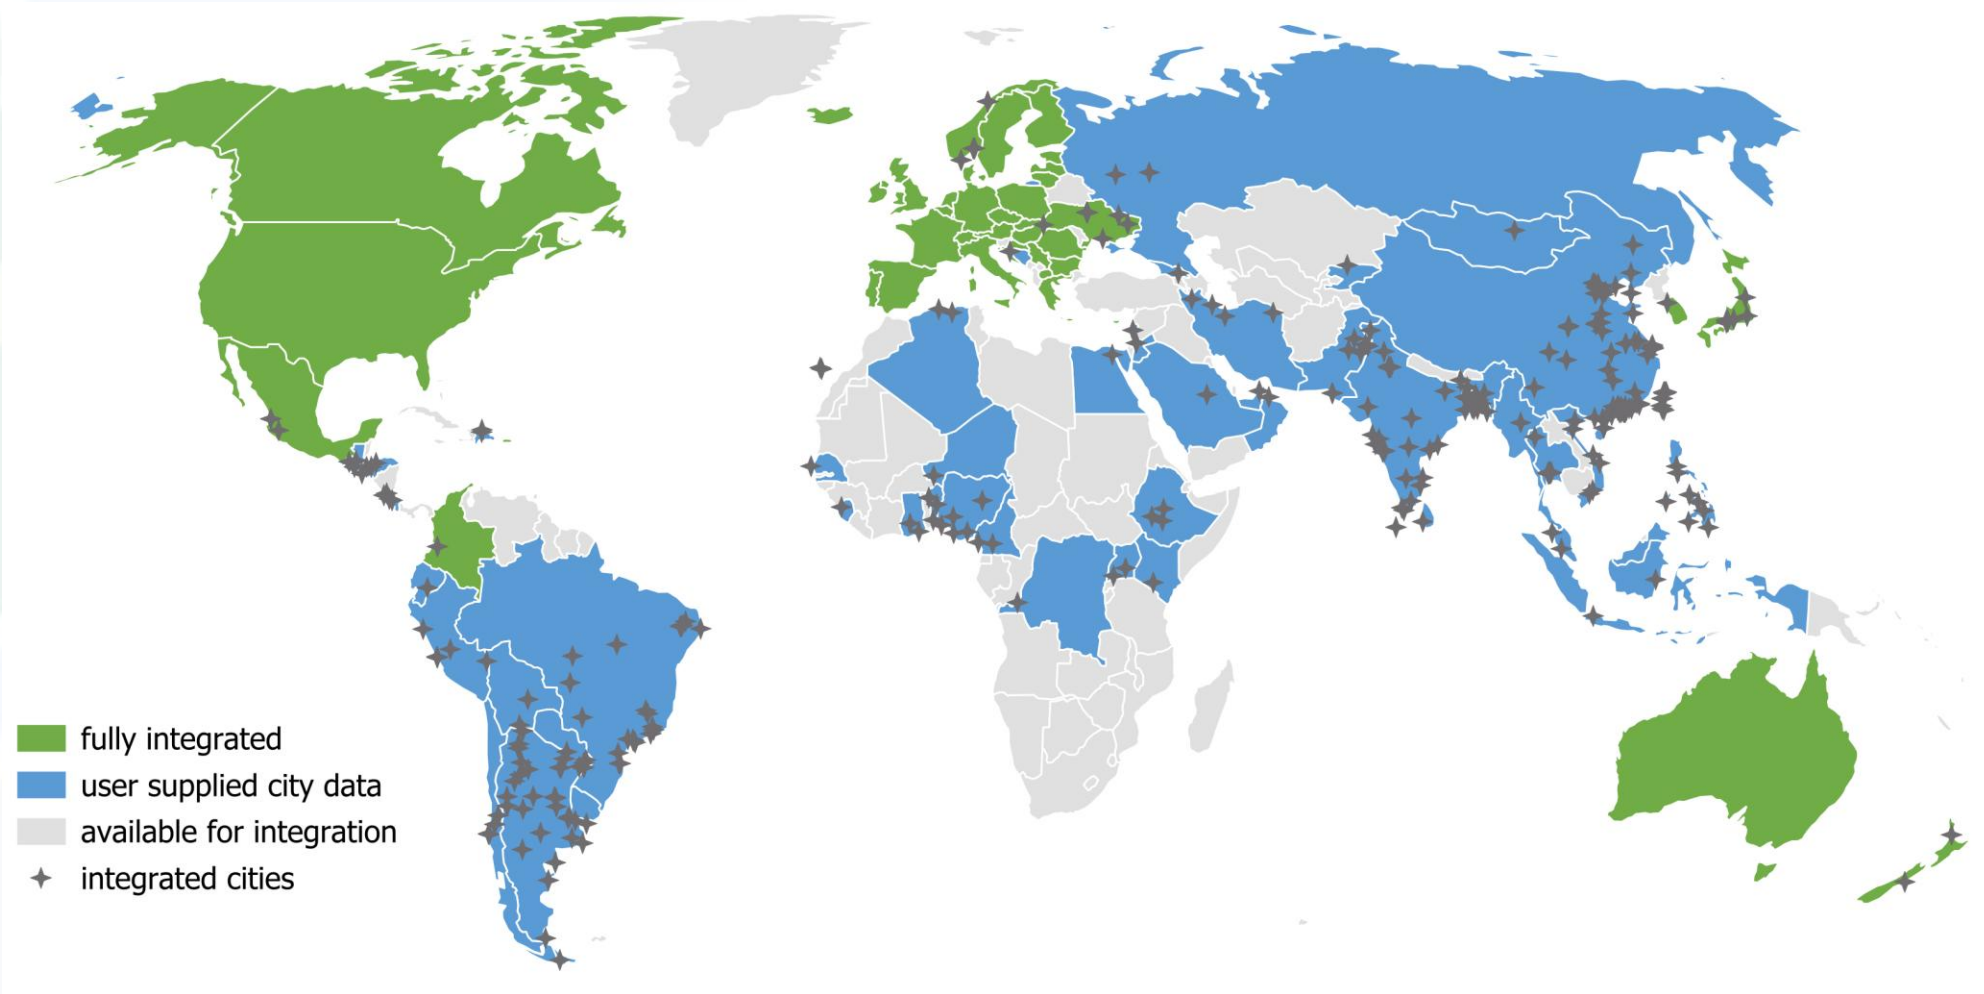 fully integrated
user supplied city data
available for integration
integrated cities